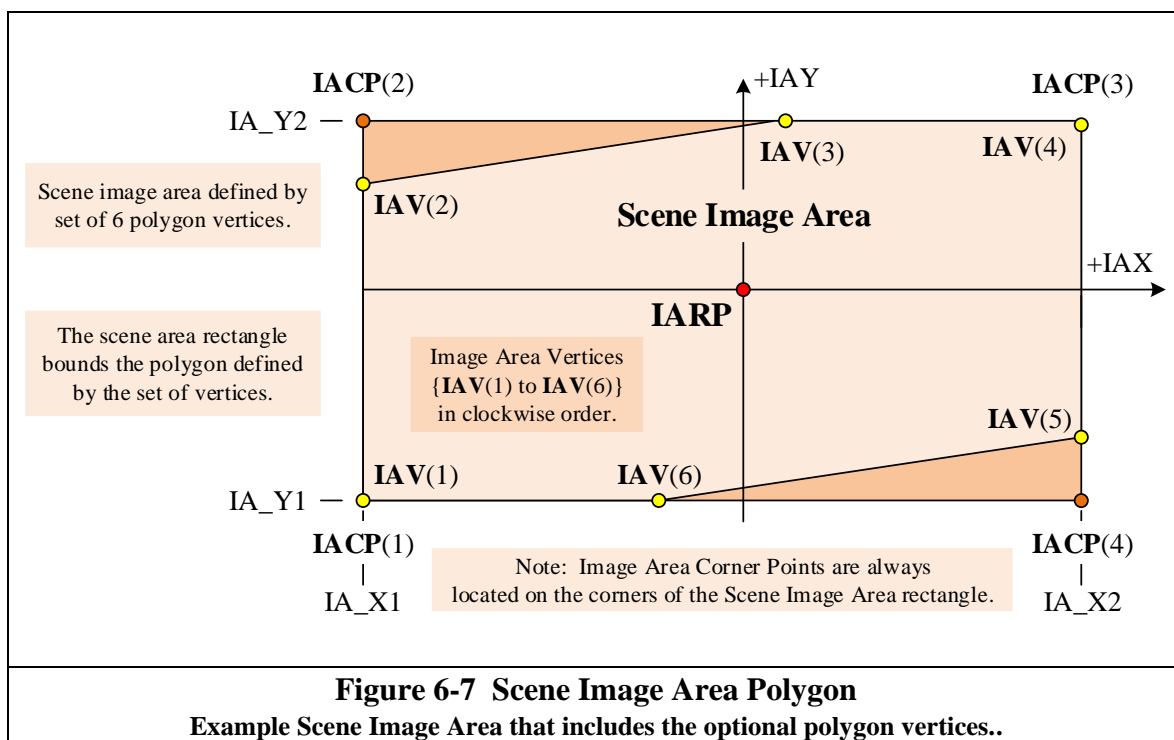 +IAY
IACP(2)
IACP(3)
IA_Y2
IAV(3)
IAV(4)
Scene image area defined by
set of 6 polygon vertices.
IAV(2)
Scene Image Area
+IAX
IARP
The scene area rectangle
bounds the polygon defined
by the set of vertices.
Image Area Vertices
{IAV(1) to IAV(6)}
in clockwise order.
IAV(5)
IAV(1)
IAV(6)
IA_Y1
IACP(1)
IACP(4)
Note: Image Area Corner Points are always
located on the corners of the Scene Image Area rectangle.
IA_X1
IA_X2
Figure 6-7 Scene Image Area Polygon
Example Scene Image Area that includes the optional polygon vertices..